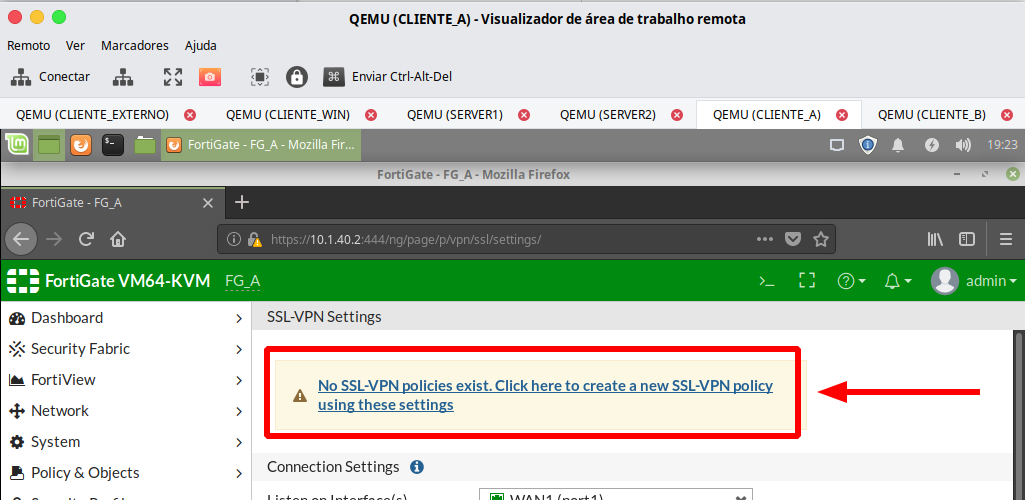 QEMU (CLIENTE_A) - Visualizador de área de trabalho remota
Remoto Ver Marcadores Ajuda
Conectar Enviar Ctrl-Alt-Del
QEMU (CLIENTE_EXTERNO) QEMU (CLIENTE_WIN) QEMU (SERVER1) QEMU (SERVER2) QEMU (CLIENTE_A) QEMU (CLIENTE_B)
FortiGate - FG_A - Mozilla Fir... 19:23
FortiGate - FG_A - Mozilla Firefox
FortiGate - FG_A
https://10.1.40.2:444/ng/page/p/vpn/ssl/settings/
FortiGate VM64-KVM FG_A admin
Dashboard
Security Fabric
FortiView
Network
System
Policy & Objects
SSL-VPN Settings
No SSL-VPN policies exist. Click here to create a new SSL-VPN policy
using these settings
Connection Settings
Listen on Interface(s) WAN1 (port1)